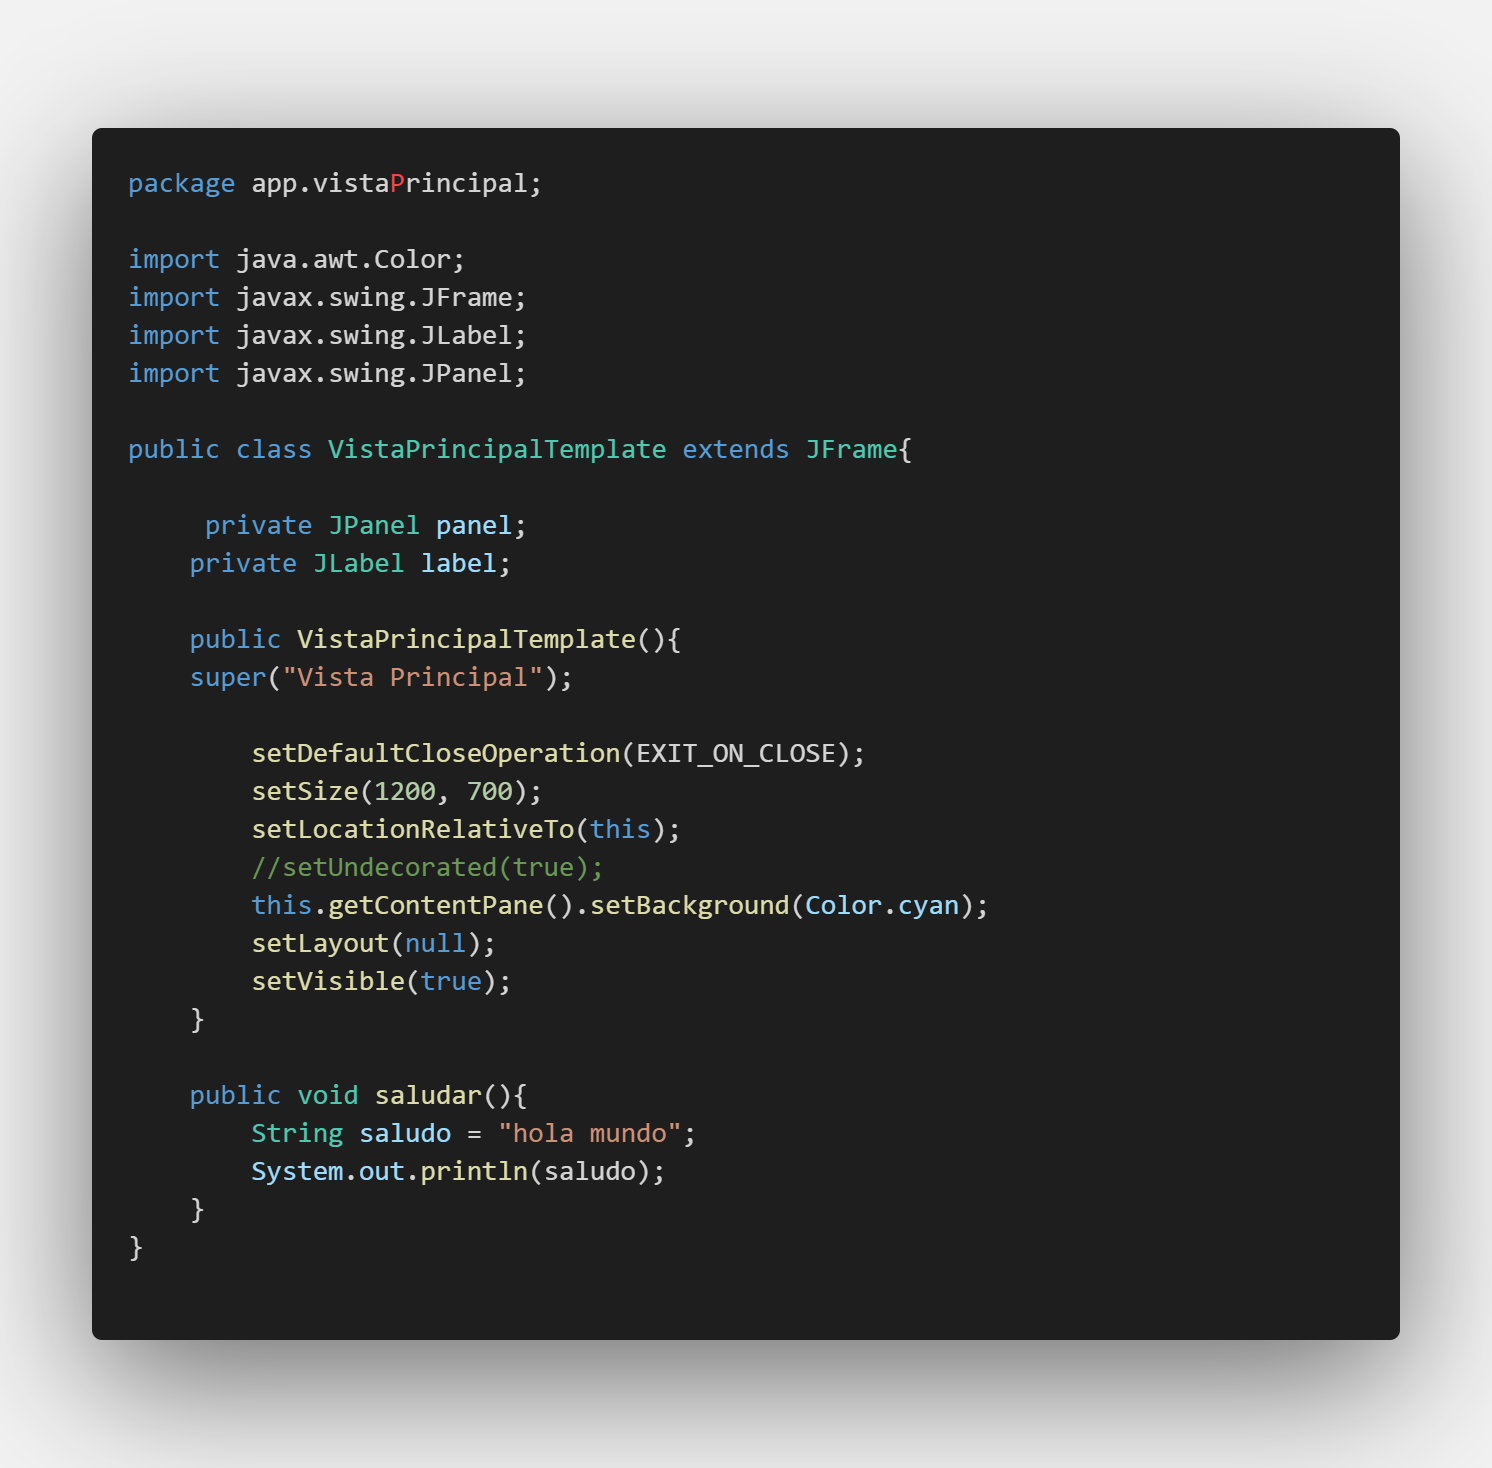 package app.vistaPrincipal;

import java.awt.Color;
import javax.swing.JFrame;
import javax.swing.JLabel;
import javax.swing.JPanel;

public class VistaPrincipalTemplate extends JFrame{

     private JPanel panel;
    private JLabel label;

    public VistaPrincipalTemplate(){
    super("Vista Principal");

        setDefaultCloseOperation(EXIT_ON_CLOSE);
        setSize(1200, 700);
        setLocationRelativeTo(this);
        //setUndecorated(true);
        this.getContentPane().setBackground(Color.cyan);
        setLayout(null);
        setVisible(true);
    }

    public void saludar(){
        String saludo = "hola mundo";
        System.out.println(saludo);
    }
}